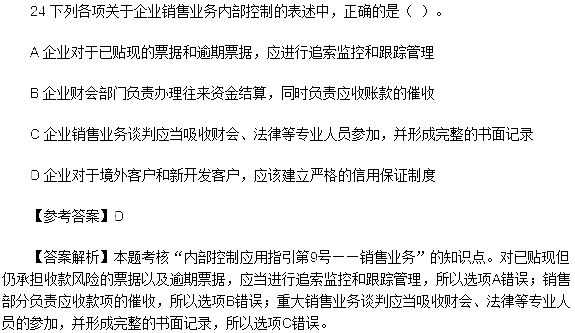 24 下列各项关于企业销售业务内部控制的表述中，正确的是（ ）。
A 企业对于已贴现的票据和逾期票据，应进行追索监控和跟踪管理
B 企业财会部门负责办理往来资金结算，同时负责应收账款的催收
C 企业销售业务谈判应当吸收财会、法律等专业人员参加，并形成完整的书面记录
D 企业对于境外客户和新开发客户，应该建立严格的信用保证制度
【参考答案】D
【答案解析】本题考核“内部控制应用指引第9号——销售业务”的知识点。对已贴现但
仍承担收款风险的票据以及逾期票据，应当进行追索监控和跟踪管理，所以选项A错误；销售
部分负责应收款项的催收，所以选项B错误；重大销售业务谈判应当吸收财会、法律等专业人
员的参加，并形成完整的书面记录，所以选项C错误。